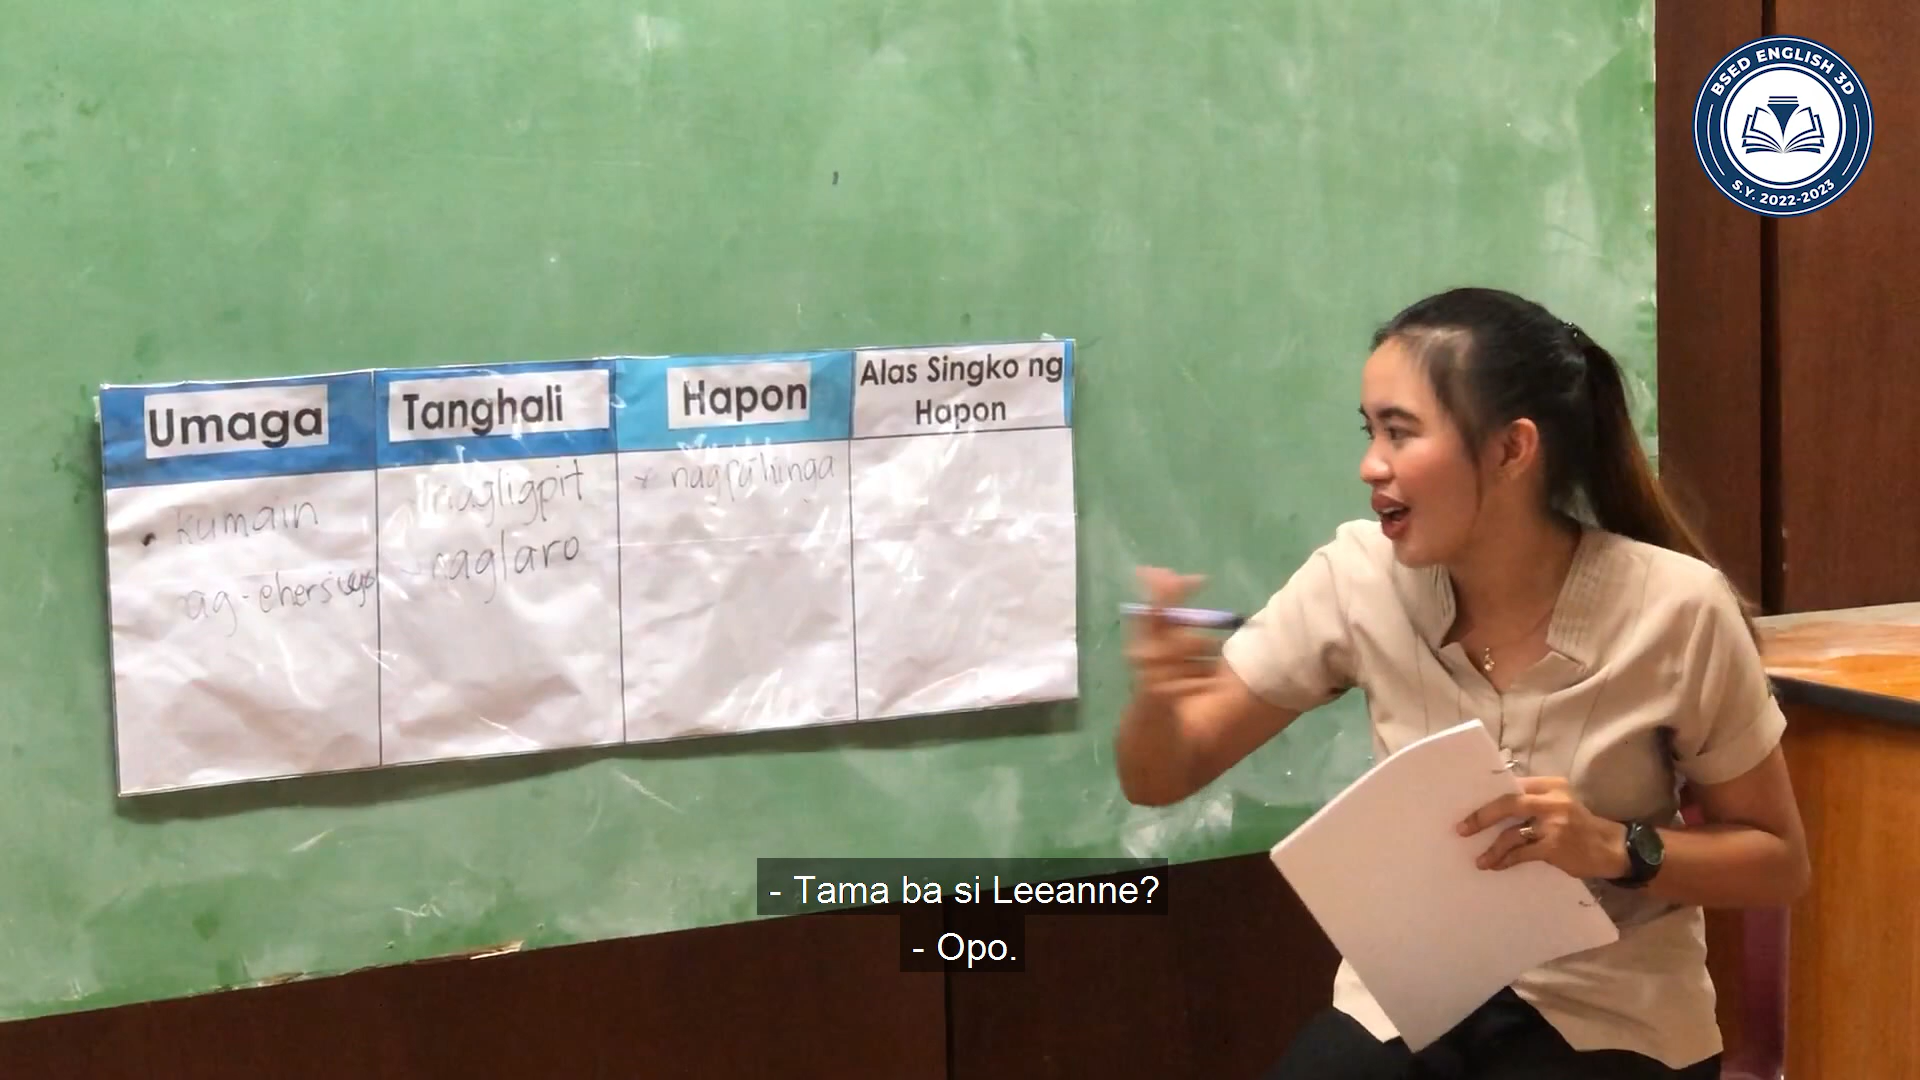 BSED ENGLISH 3D
S.Y. 2022-2023
Umaga
Tanghali
Hapon
Alas Singko ng
Hapon
kumain
nagligpit
naglaro
nagpahinga
- Tama ba si Leeanne?
- Opo.